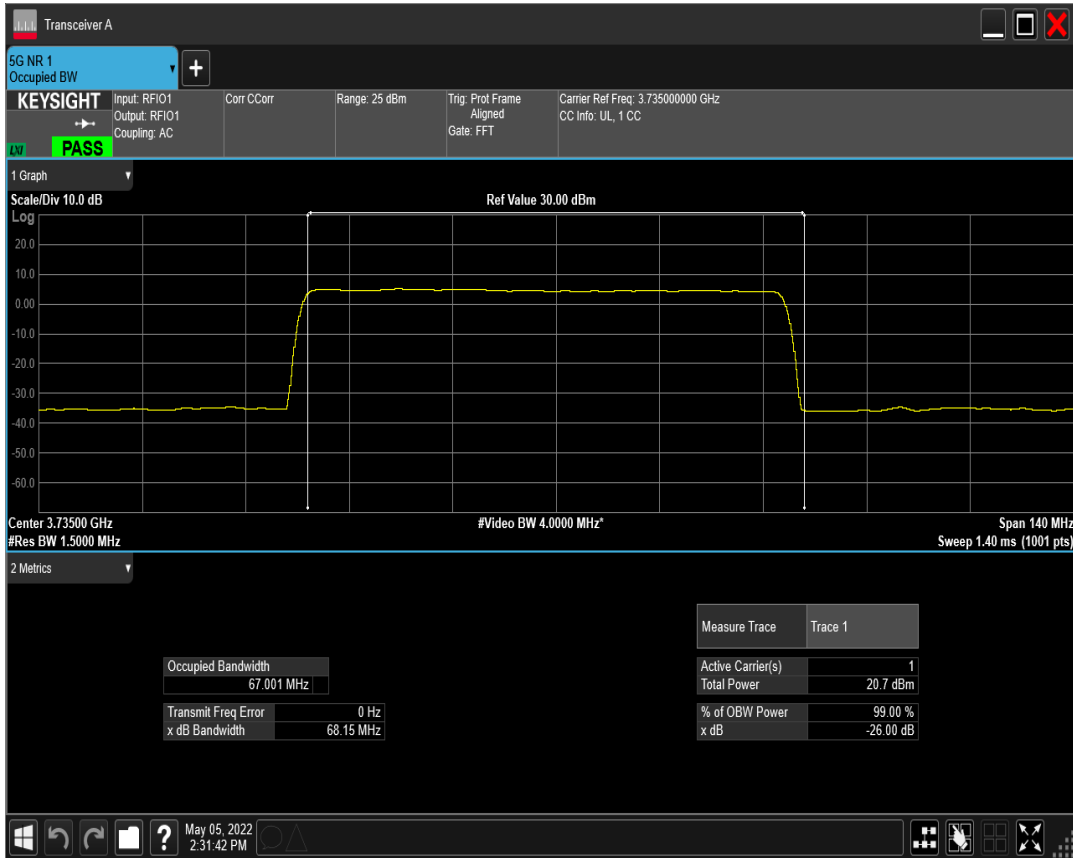 Transceiver A
5G NR 1
Occupied BW
KEYSIGHT
LXI
PASS
Input: RFIO1
Output: RFIO1
Coupling: AC
Corr CCorr
Range: 25 dBm
Trig: Prot Frame
Aligned
Gate: FFT
Carrier Ref Freq: 3.735000000 GHz
CC Info: UL, 1 CC
1 Graph
Scale/Div 10.0 dB
Ref Value 30.00 dBm
Log
20.0
10.0
0.00
-10.0
-20.0
-30.0
-40.0
-50.0
-60.0
Center 3.73500 GHz
#Video BW 4.0000 MHz*
Span 140 MHz
#Res BW 1.5000 MHz
Sweep 1.40 ms (1001 pts)
2 Metrics
Measure Trace Trace 1
Occupied Bandwidth
67.001 MHz
Active Carrier(s) 1
Total Power 20.7 dBm
Transmit Freq Error 0 Hz
x dB Bandwidth 68.15 MHz
% of OBW Power 99.00 %
x dB -26.00 dB
?
May 05, 2022
2:31:42 PM